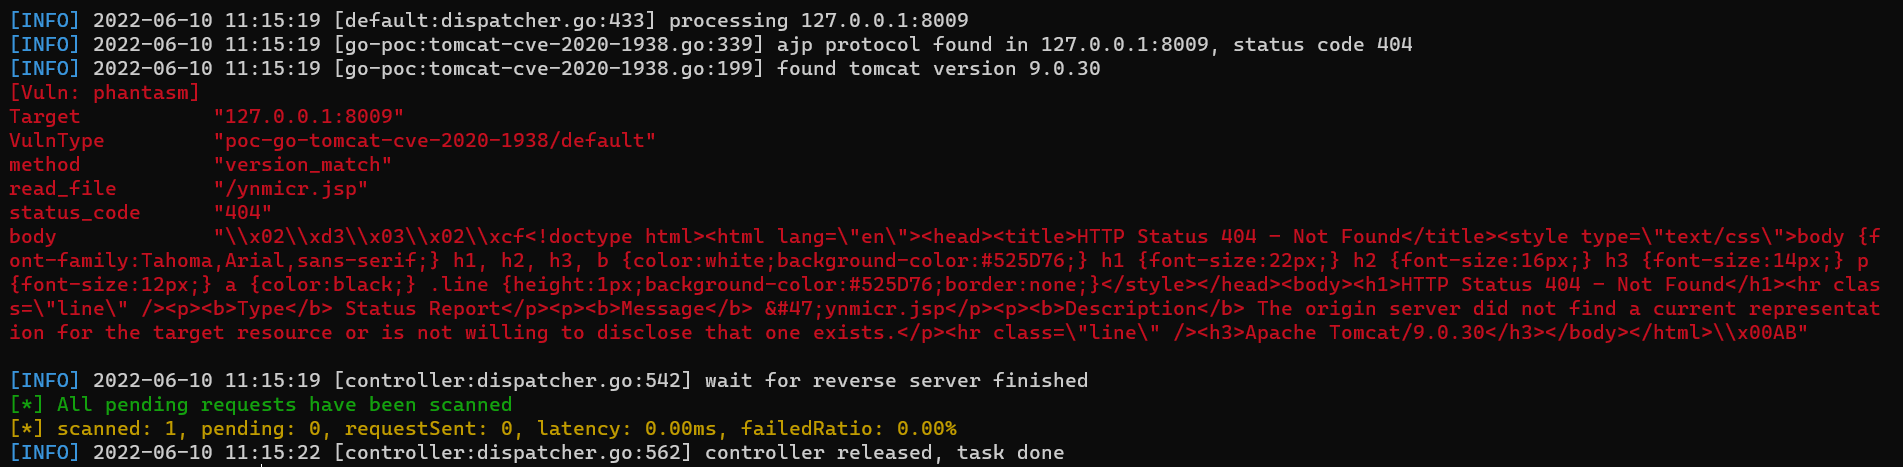 [INFO] 2022-06-10 11:15:19 [default:dispatcher.go:433] processing 127.0.0.1:8009
[INFO] 2022-06-10 11:15:19 [go-poc:tomcat-cve-2020-1938.go:339] ajp protocol found in 127.0.0.1:8009, status code 404
[INFO] 2022-06-10 11:15:19 [go-poc:tomcat-cve-2020-1938.go:199] found tomcat version 9.0.30
[Vuln: phantasm]
Target           "127.0.0.1:8009"
VulnType         "poc-go-tomcat-cve-2020-1938/default"
method           "version_match"
read_file        "/ynmicr.jsp"
status_code      "404"
body             "\\x02\\xd3\\x03\\x02\\xcf<!doctype html><html lang=\"en\"><head><title>HTTP Status 404 – Not Found</title><style type=\"text/css\">body {f
ont-family:Tahoma,Arial,sans-serif;} h1, h2, h3, b {color:white;background-color:#525D76;} h1 {font-size:22px;} h2 {font-size:16px;} h3 {font-size:14px;} p
{font-size:12px;} a {color:black;} .line {height:1px;background-color:#525D76;border:none;}</style></head><body><h1>HTTP Status 404 – Not Found</h1><hr clas
s=\"line\" /><p><b>Type</b> Status Report</p><p><b>Message</b> &#47;ynmicr.jsp</p><p><b>Description</b> The origin server did not find a current representat
ion for the target resource or is not willing to disclose that one exists.</p><hr class=\"line\" /><h3>Apache Tomcat/9.0.30</h3></body></html>\\x00AB"
[INFO] 2022-06-10 11:15:19 [controller:dispatcher.go:542] wait for reverse server finished
[*] All pending requests have been scanned
[*] scanned: 1, pending: 0, requestSent: 0, latency: 0.00ms, failedRatio: 0.00%
[INFO] 2022-06-10 11:15:22 [controller:dispatcher.go:562] controller released, task done